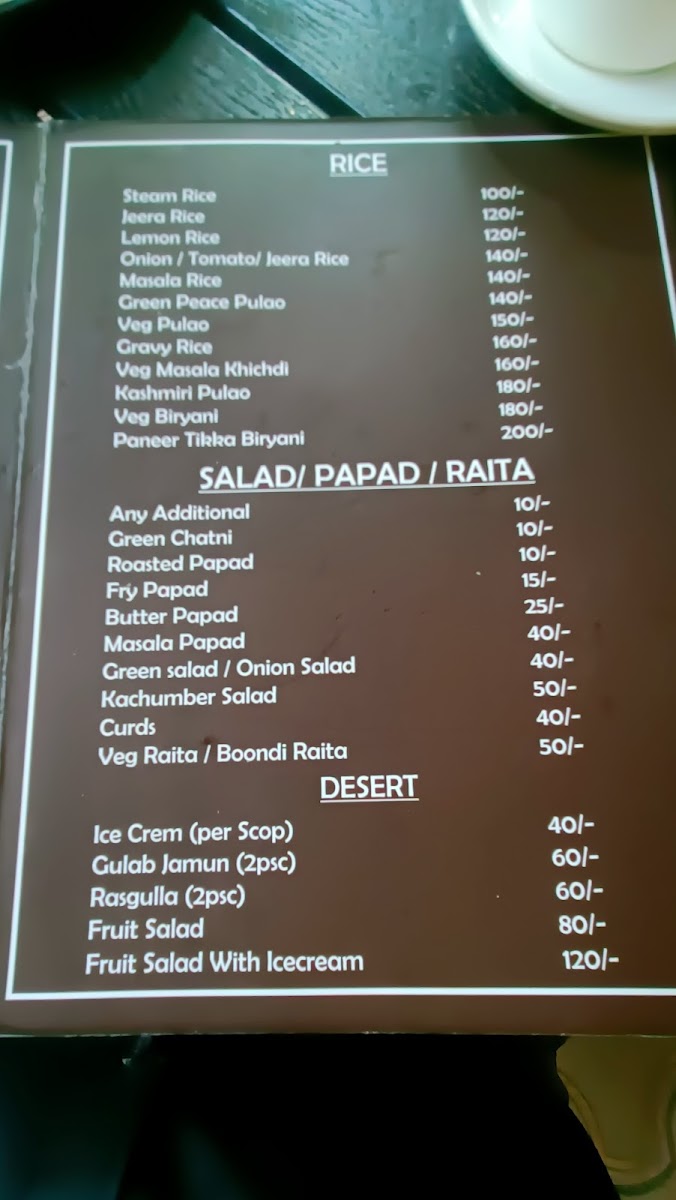 RICE
Steam Rice 100/-
Jeera Rice 120/-
Lemon Rice 120/-
Onion / Tomato/ Jeera Rice 140/-
Masala Rice 140/-
Green Peace Pulao 140/-
Veg Pulao 150/-
Gravy Rice 160/-
Veg Masala Khichdi 160/-
Kashmiri Pulao 180/-
Veg Biryani 180/-
Paneer Tikka Biryani 200/-
SALAD/ PAPAD / RAITA
Any Additional 10/-
Green Chatni 10/-
Roasted Papad 10/-
Fry Papad 15/-
Butter Papad 25/-
Masala Papad 40/-
Green salad / Onion Salad 40/-
Kachumber Salad 50/-
Curds 40/-
Veg Raita / Boondi Raita 50/-
DESERT
Ice Crem (per Scop) 40/-
Gulab Jamun (2psc) 60/-
Rasgulla (2psc) 60/-
Fruit Salad 80/-
Fruit Salad With Icecream 120/-